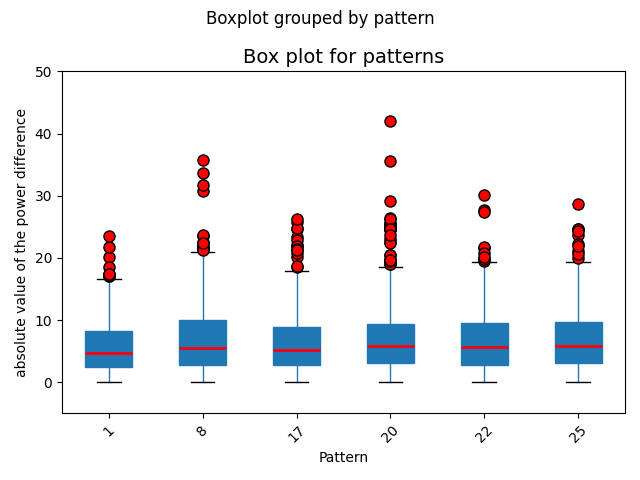 Boxplot grouped by pattern
Box plot for patterns
50
40
30
20
10
0
absolute value of the power difference
1 8 17 20 22 25
Pattern